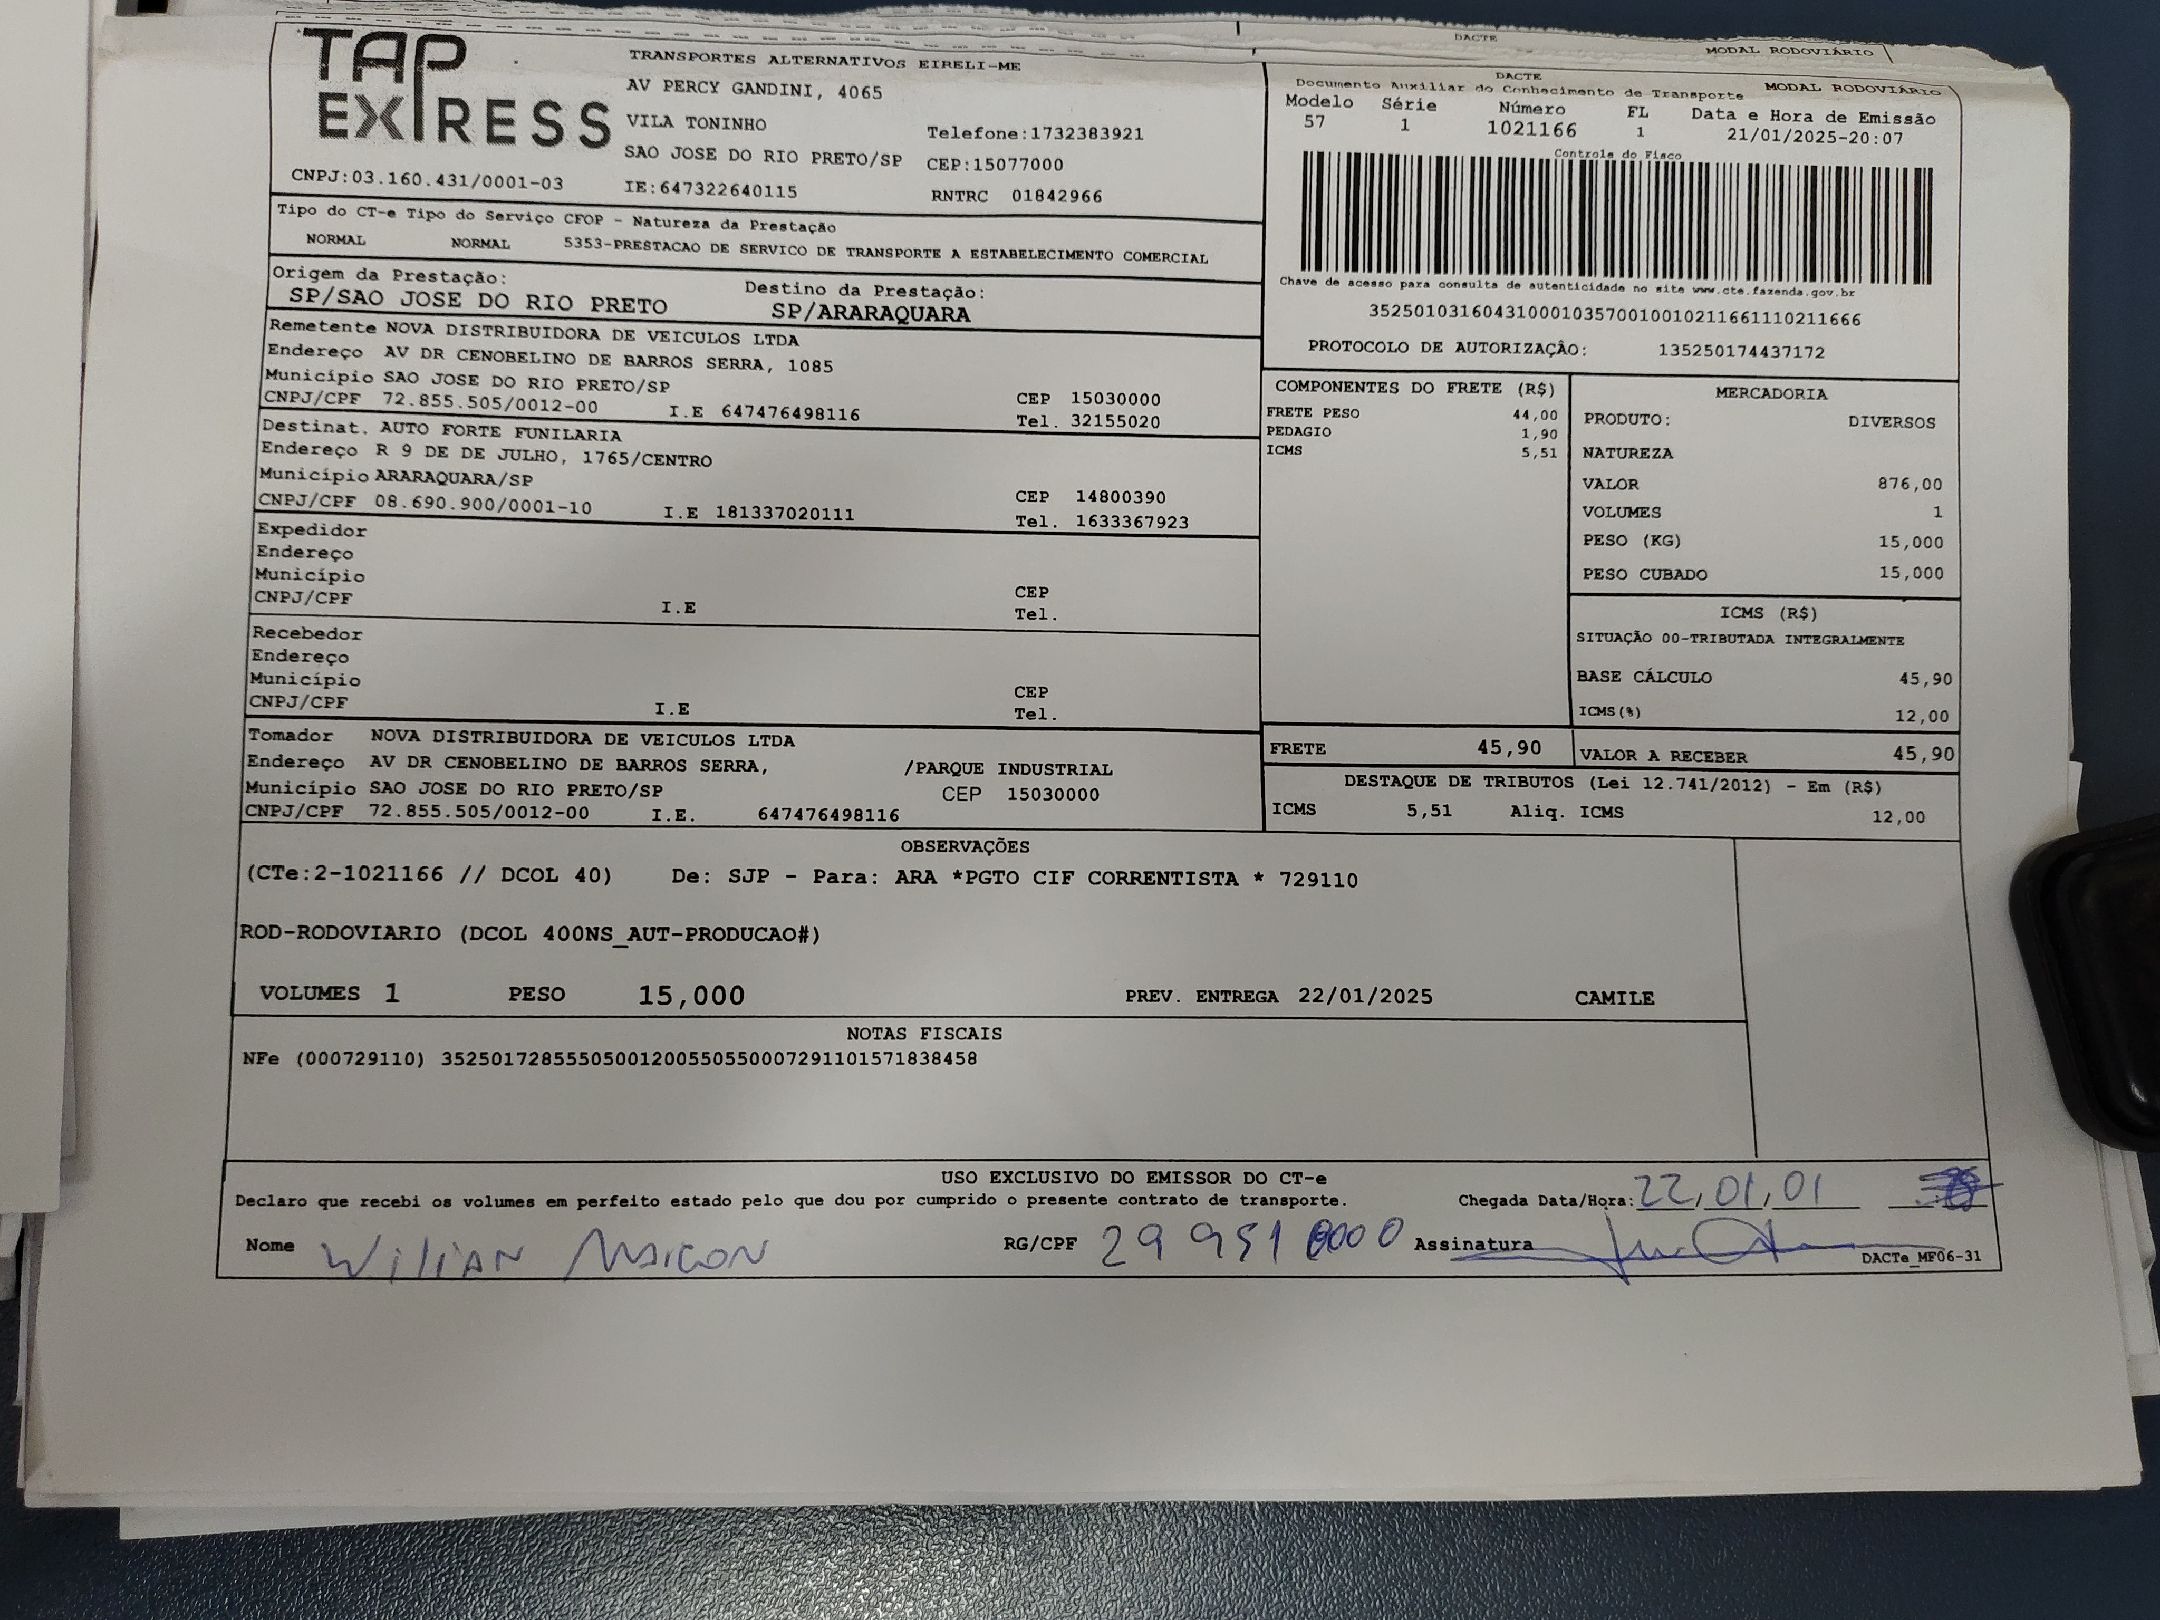 DACTE
MODAL RODOVIÁRIO
TAP EXPRESS
TRANSPORTES ALTERNATIVOS EIRELI-ME
AV PERCY GANDINI, 4065
VILA TONINHO
Telefone:1732383921
SAO JOSE DO RIO PRETO/SP CEP:15077000
CNPJ:03.160.431/0001-03 IE:647322640115 RNTRC 01842966
DACTE
Documento Auxiliar do Conhecimento de Transporte MODAL RODOVIÁRIO
Modelo Série Número FL Data e Hora de Emissão
57 1 1021166 1 21/01/2025-20:07
Controle do Fisco
Chave de acesso para consulta de autenticidade no site www.cte.fazenda.gov.br
35250103160431000103570010010211661110211666
PROTOCOLO DE AUTORIZAÇÂO: 135250174437172
Tipo do CT-e Tipo do Serviço CFOP - Natureza da Prestação
NORMAL NORMAL 5353-PRESTACAO DE SERVICO DE TRANSPORTE A ESTABELECIMENTO COMERCIAL
Origem da Prestação: Destino da Prestação:
SP/SAO JOSE DO RIO PRETO SP/ARARAQUARA
Remetente NOVA DISTRIBUIDORA DE VEICULOS LTDA
Endereço AV DR CENOBELINO DE BARROS SERRA, 1085
Município SAO JOSE DO RIO PRETO/SP CEP 15030000
CNPJ/CPF 72.855.505/0012-00 I.E 647476498116 Tel. 32155020
Destinat. AUTO FORTE FUNILARIA
Endereço R 9 DE DE JULHO, 1765/CENTRO
Município ARARAQUARA/SP CEP 14800390
CNPJ/CPF 08.690.900/0001-10 I.E 181337020111 Tel. 1633367923
Expedidor
Endereço
Município CEP
CNPJ/CPF I.E Tel.
Recebedor
Endereço
Município CEP
CNPJ/CPF I.E Tel.
Tomador NOVA DISTRIBUIDORA DE VEICULOS LTDA
Endereço AV DR CENOBELINO DE BARROS SERRA, /PARQUE INDUSTRIAL
Município SAO JOSE DO RIO PRETO/SP CEP 15030000
CNPJ/CPF 72.855.505/0012-00 I.E. 647476498116
COMPONENTES DO FRETE (R$)
FRETE PESO 44,00
PEDAGIO 1,90
ICMS 5,51
MERCADORIA
PRODUTO: DIVERSOS
NATUREZA
VALOR 876,00
VOLUMES 1
PESO (KG) 15,000
PESO CUBADO 15,000
ICMS (R$)
SITUAÇÃO 00-TRIBUTADA INTEGRALMENTE
BASE CÁLCULO 45,90
ICMS(%) 12,00
FRETE 45,90 VALOR A RECEBER 45,90
DESTAQUE DE TRIBUTOS (Lei 12.741/2012) - Em (R$)
ICMS 5,51 Aliq. ICMS 12,00
OBSERVAÇÕES
(CTe:2-1021166 // DCOL 40) De: SJP - Para: ARA *PGTO CIF CORRENTISTA * 729110
ROD-RODOVIARIO (DCOL 400NS_AUT-PRODUCAO#)
VOLUMES 1 PESO 15,000 PREV. ENTREGA 22/01/2025 CAMILE
NOTAS FISCAIS
NFe (000729110) 35250172855505001200550550007291101571838458
USO EXCLUSIVO DO EMISSOR DO CT-e
Declaro que recebi os volumes em perfeito estado pelo que dou por cumprido o presente contrato de transporte. Chegada Data/Hora: 22,01,01
Nome Wilian Maicon RG/CPF 29 951 0000 Assinatura DACTe_MF06-31